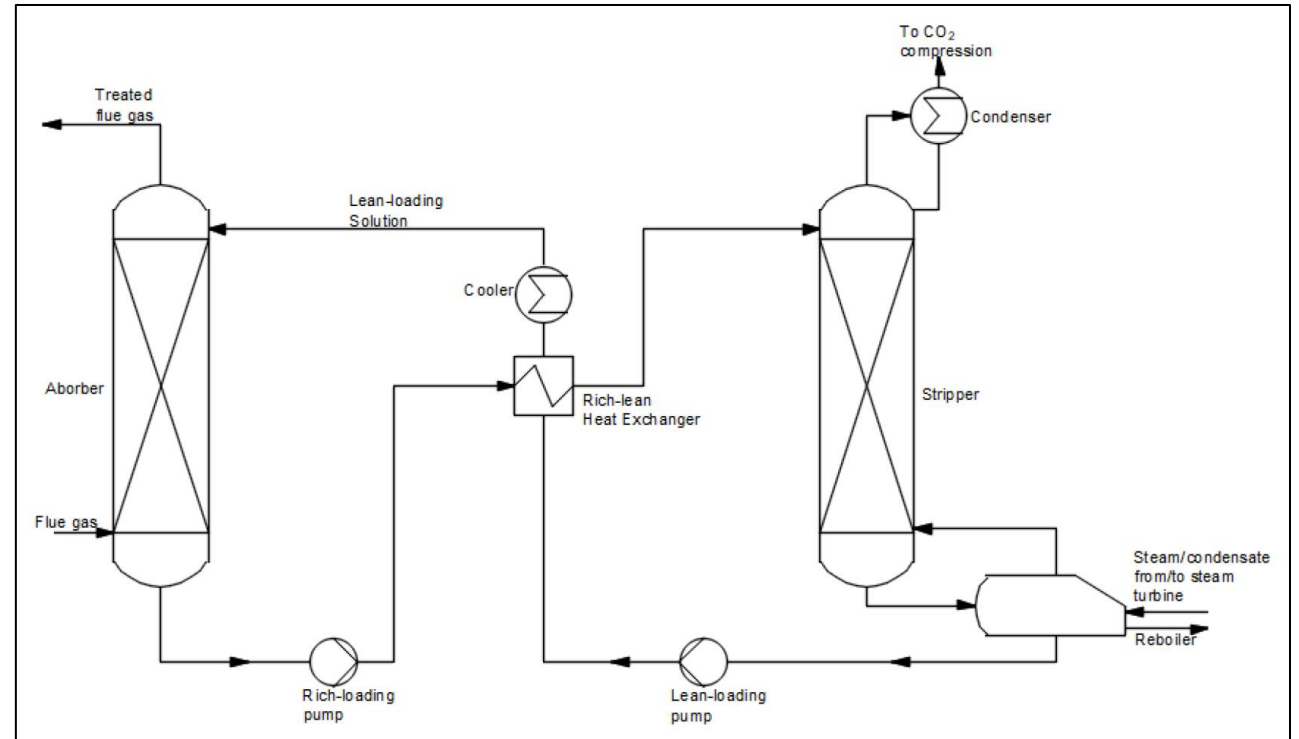 To CO₂
compression
Treated
flue gas
Condenser
Lean-loading
Solution
Cooler
Aborber
Rich-lean
Heat Exchanger
Stripper
Flue gas
Steam/condensate
from/to steam
turbine
Reboiler
Rich-loading
pump
Lean-loading
pump